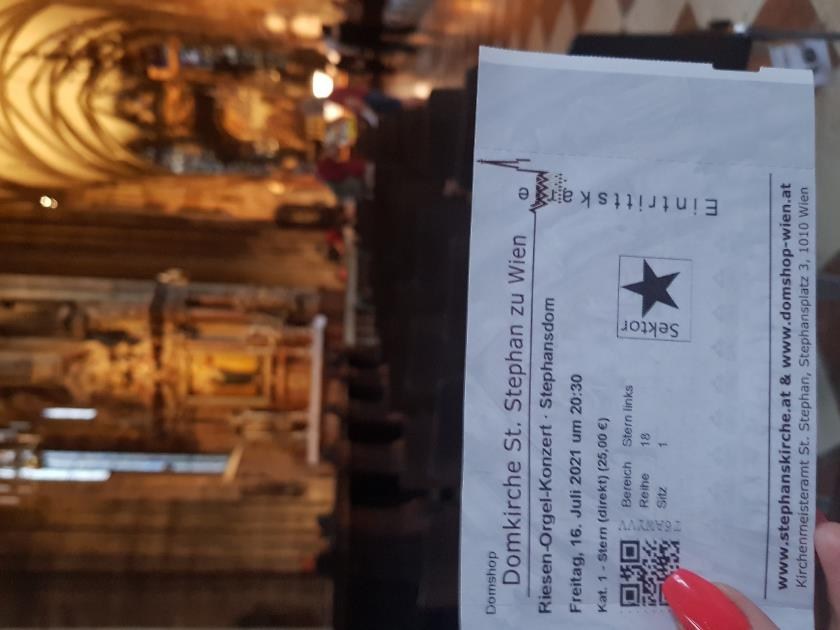 Domshop
Domkirche St. Stephan zu Wien
Riesen-Orgel-Konzert · Stephansdom
Freitag, 16. Juli 2021 um 20:30
Kat. 1 - Stern (direkt) (25,00 €)
Bereich Stern links
Reihe 18
Sitz 1
Sektor
Eintrittska e
www.stephanskirche.at & www.domshop-wien.at
Kirchenmeisteramt St. Stephan, Stephansplatz 3, 1010 Wien